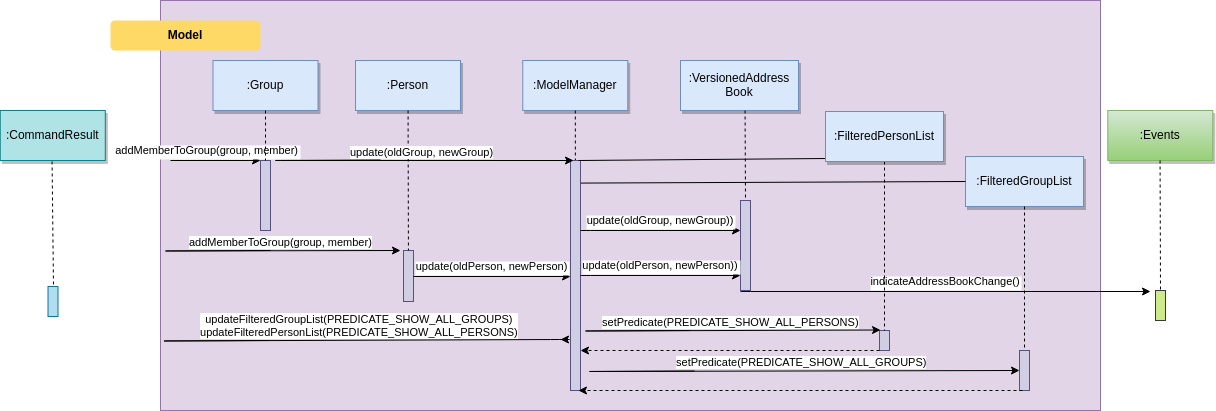 Model
:Group
:Person
:ModelManager
:VersionedAddress
Book
:CommandResult
:FilteredPersonList
:Events
:FilteredGroupList
addMemberToGroup(group, member)
update(oldGroup, newGroup)
update(oldGroup, newGroup))
addMemberToGroup(group, member)
update(oldPerson, newPerson)
update(oldPerson, newPerson))
indicateAddressBookChange()
updateFilteredGroupList(PREDICATE_SHOW_ALL_GROUPS)
updateFilteredPersonList(PREDICATE_SHOW_ALL_PERSONS)
setPredicate(PREDICATE_SHOW_ALL_PERSONS)
setPredicate(PREDICATE_SHOW_ALL_GROUPS)